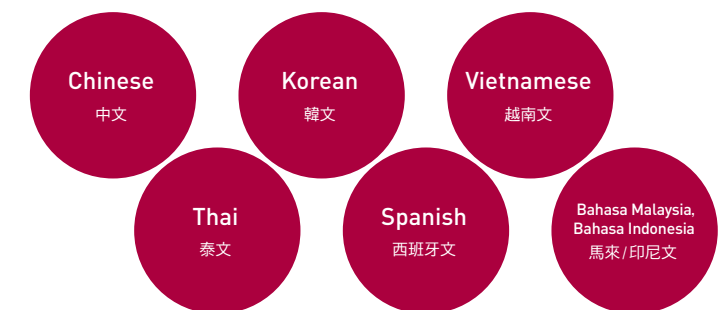 Chinese
中文
Korean
韓文
Vietnamese
越南文
Thai
泰文
Spanish
西班牙文
Bahasa Malaysia,
Bahasa Indonesia
馬來/印尼文